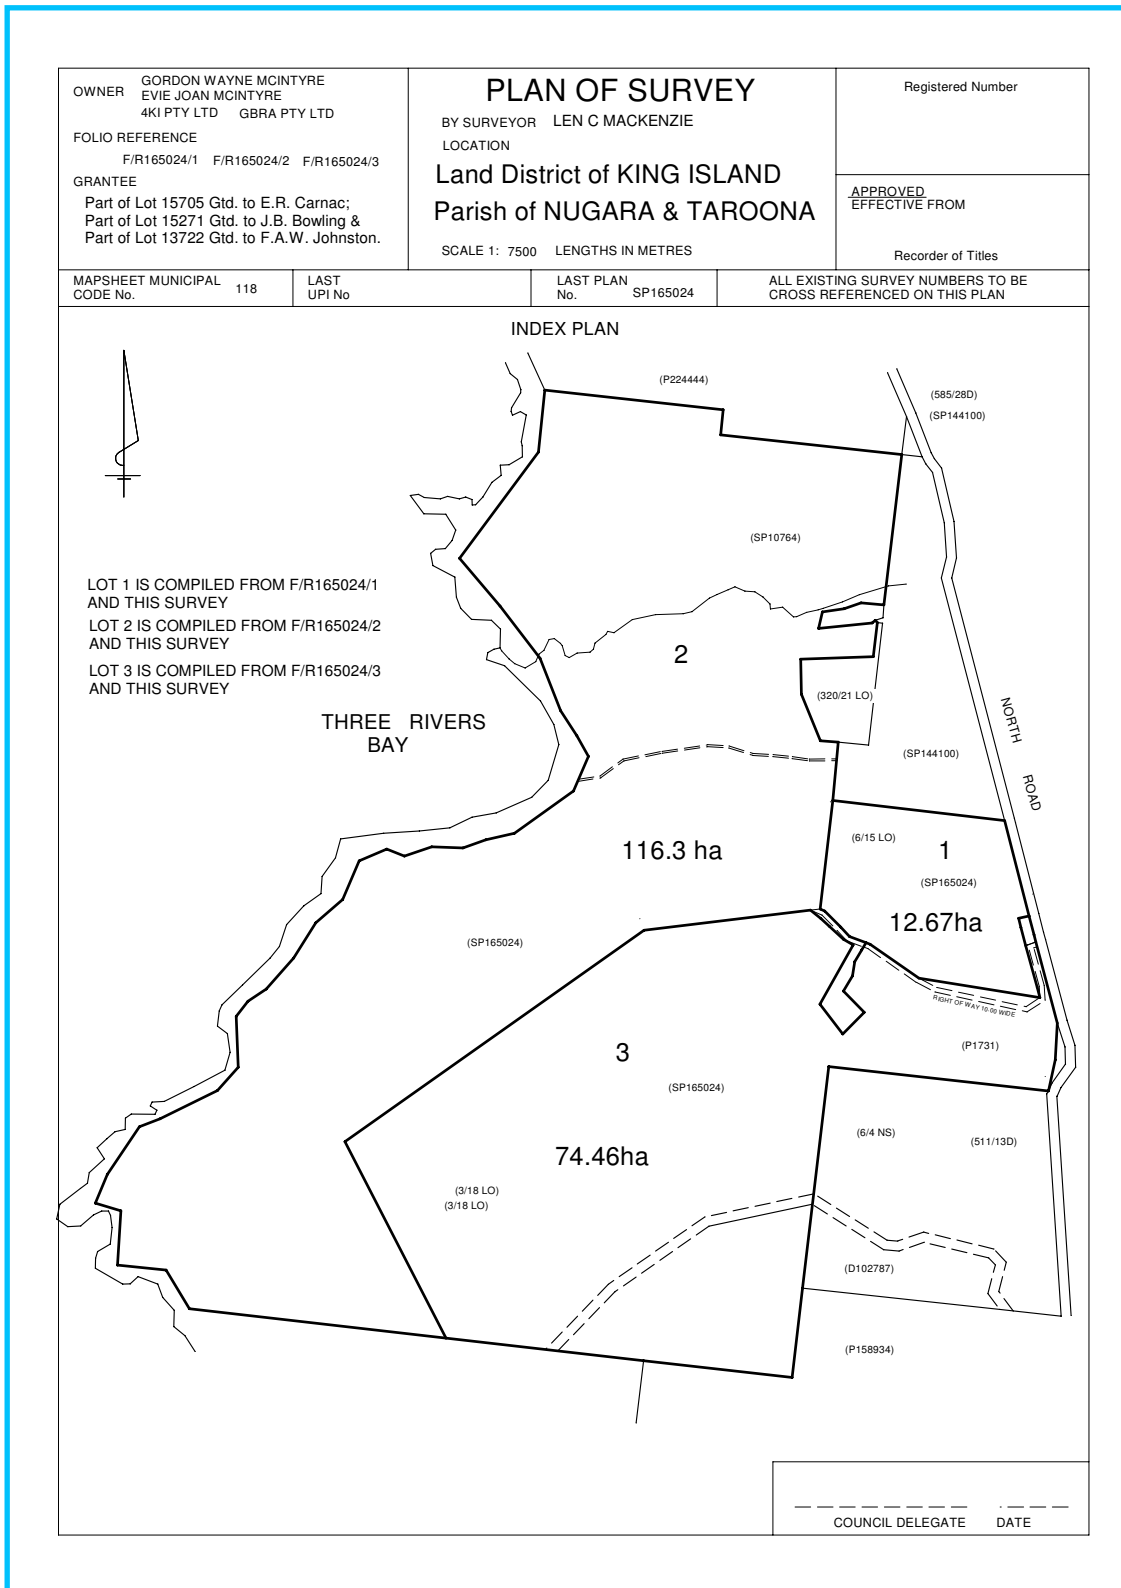 OWNER GORDON WAYNE MCINTYRE
EVIE JOAN MCINTYRE
4KI PTY LTD GBRA PTY LTD
FOLIO REFERENCE
F/R165024/1 F/R165024/2 F/R165024/3
GRANTEE
Part of Lot 15705 Gtd. to E.R. Carnac;
Part of Lot 15271 Gtd. to J.B. Bowling &
Part of Lot 13722 Gtd. to F.A.W. Johnston.
PLAN OF SURVEY
BY SURVEYOR LEN C MACKENZIE
LOCATION
Land District of KING ISLAND
Parish of NUGARA & TAROONA
SCALE 1: 7500 LENGTHS IN METRES
Registered Number
APPROVED
EFFECTIVE FROM
Recorder of Titles
MAPSHEET MUNICIPAL
CODE No. 118
LAST
UPI No
LAST PLAN
No. SP165024
ALL EXISTING SURVEY NUMBERS TO BE
CROSS REFERENCED ON THIS PLAN
INDEX PLAN
(P224444)
(585/28D)
(SP144100)
(SP10764)
LOT 1 IS COMPILED FROM F/R165024/1
AND THIS SURVEY
LOT 2 IS COMPILED FROM F/R165024/2
AND THIS SURVEY
LOT 3 IS COMPILED FROM F/R165024/3
AND THIS SURVEY
2
(320/21 LO)
THREE RIVERS
BAY
NORTH
ROAD
(SP144100)
(6/15 LO)
1
116.3 ha
(SP165024)
12.67ha
(SP165024)
RIGHT OF WAY 10.00 WIDE
(P1731)
3
(SP165024)
(6/4 NS)
(511/13D)
74.46ha
(3/18 LO)
(3/18 LO)
(D102787)
(P158934)
COUNCIL DELEGATE DATE